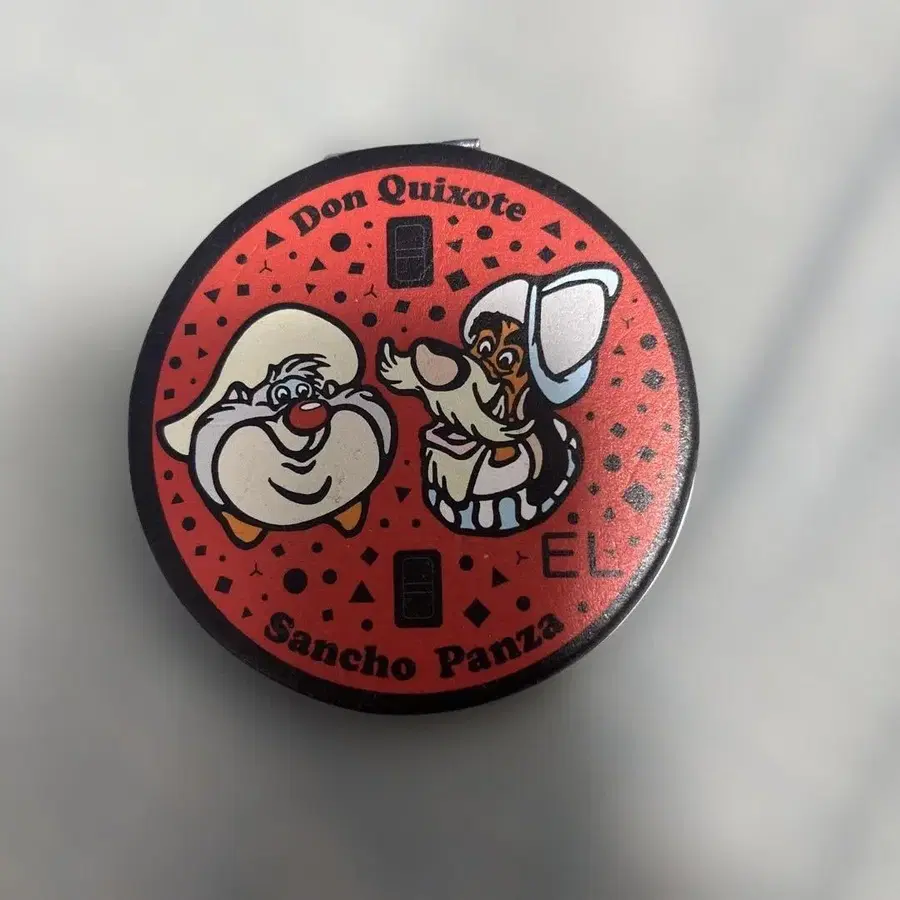 Don Quixote
EL
Sancho Panza